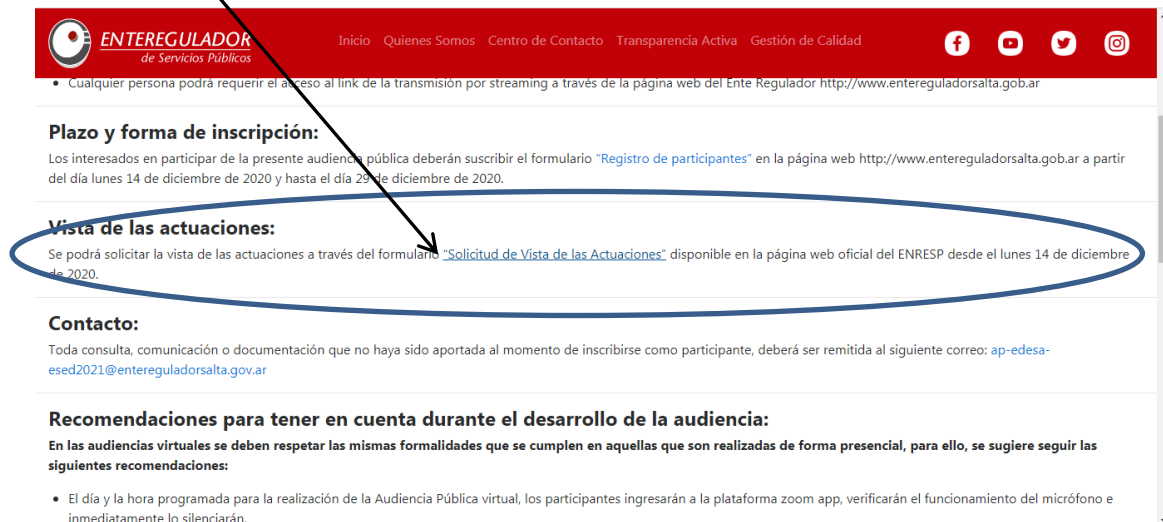 ENTEREGULADOR
de Servicios Públicos
Inicio Quienes Somos Centro de Contacto Transparencia Activa Gestión de Calidad
• Cualquier persona podrá requerir el acceso al link de la transmisión por streaming a través de la página web del Ente Regulador http://www.entereguladorsalta.gob.ar
Plazo y forma de inscripción:
Los interesados en participar de la presente audiencia pública deberán suscribir el formulario "Registro de participantes" en la página web http://www.entereguladorsalta.gob.ar a partir
del día lunes 14 de diciembre de 2020 y hasta el día 29 de diciembre de 2020.
Vista de las actuaciones:
Se podrá solicitar la vista de las actuaciones a través del formulario "Solicitud de Vista de las Actuaciones" disponible en la página web oficial del ENRESP desde el lunes 14 de diciembre
de 2020.
Contacto:
Toda consulta, comunicación o documentación que no haya sido aportada al momento de inscribirse como participante, deberá ser remitida al siguiente correo: ap-edesa-
esed2021@entereguladorsalta.gov.ar
Recomendaciones para tener en cuenta durante el desarrollo de la audiencia:
En las audiencias virtuales se deben respetar las mismas formalidades que se cumplen en aquellas que son realizadas de forma presencial, para ello, se sugiere seguir las
siguientes recomendaciones:
• El día y la hora programada para la realización de la Audiencia Pública virtual, los participantes ingresarán a la plataforma zoom app, verificarán el funcionamiento del micrófono e
inmediatamente lo silenciarán.